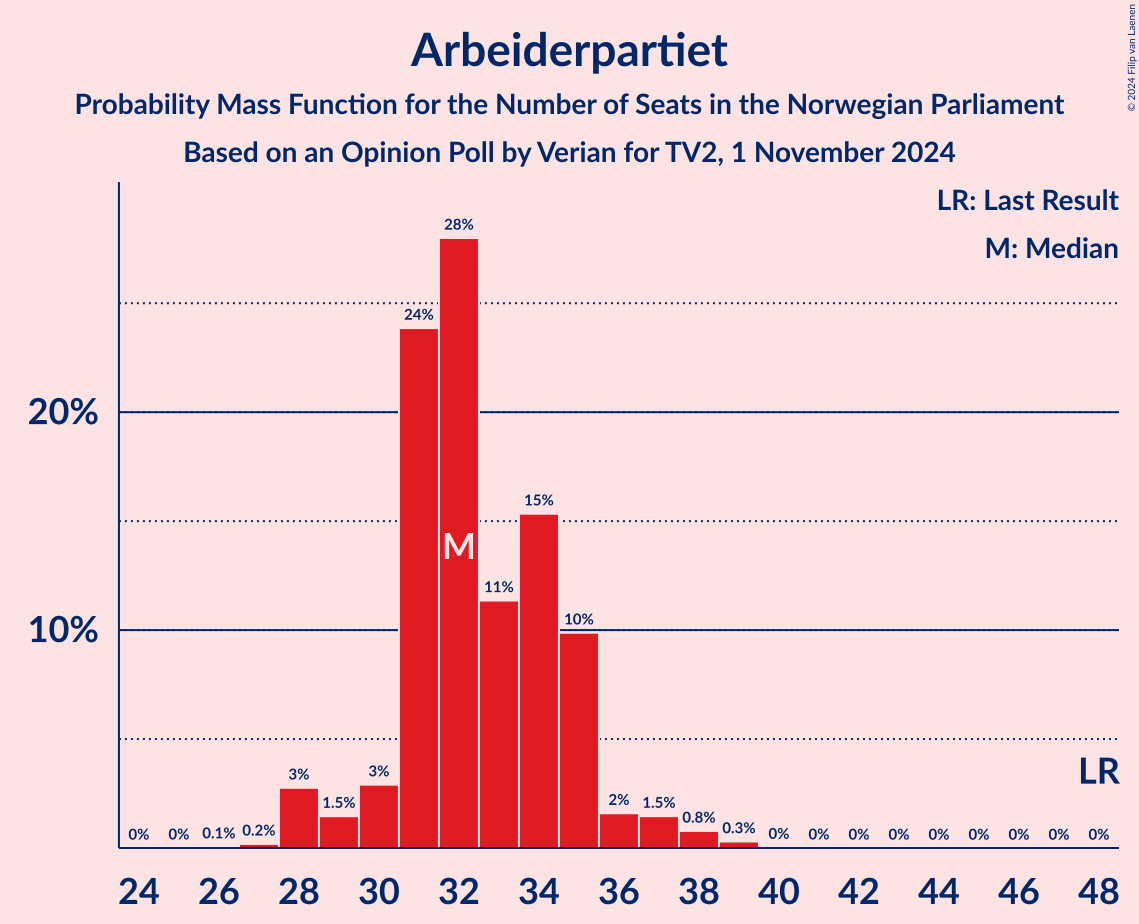 Arbeiderpartiet
Probability Mass Function for the Number of Seats in the Norwegian Parliament
Based on an Opinion Poll by Verian for TV2, 1 November 2024
© 2024 Filip van Laenen
LR: Last Result
M: Median
20%
10%
0% 0% 0.1% 0.2% 3% 1.5% 3% 24% 28% 11% 15% 10% 2% 1.5% 0.8% 0.3% 0% 0% 0% 0% 0% 0% 0% 0% 0%
M
LR
24 26 28 30 32 34 36 38 40 42 44 46 48